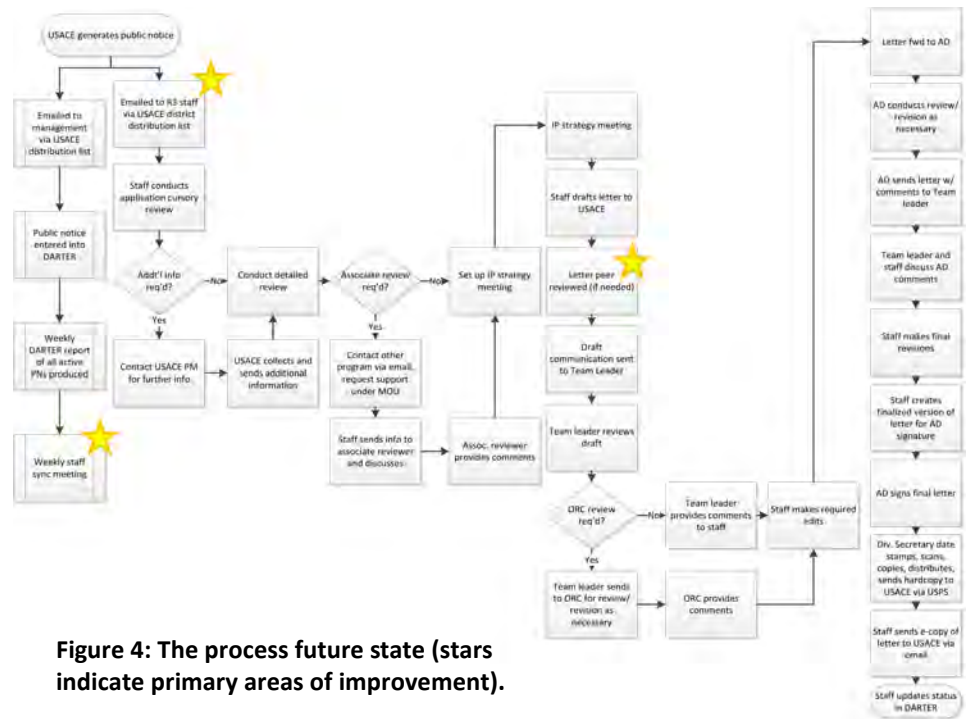 USACE generates public notice
Emailed to
management
via USACE
distribution list
Public notice
entered into
DARTER
Weekly
DARTER report
of all active
PNs produced
Weekly staff
sync meeting
Emailed to R3 staff
via USACE district
distribution list
Staff conducts
application cursory
review
Addt'l info
req'd?
No
Yes
Contact USACE PM
for further info
USACE collects and
sends additional
information
Conduct detailed
review
Associate review
req'd?
No
Yes
Contact other
program via email,
request support
under MOU
Staff sends info to
associate reviewer
and discusses
Assoc. reviewer
provides comments
Set up IP strategy
meeting
IP strategy meeting
Staff drafts letter to
USACE
Letter peer
reviewed (if needed)
Draft
communication sent
to Team Leader
Team leader reviews
draft
ORC review
req'd?
No
Yes
Team leader
provides comments
to staff
Team leader sends
to ORC for review/
revision as
necessary
ORC provides
comments
Staff makes required
edits
Letter fwd to AD
AD conducts review/
revision as
necessary
AD sends letter w/
comments to Team
leader
Team leader and
staff discuss AD
comments
Staff makes final
revisions
Staff creates
finalized version of
letter for AD
signature
AD signs final letter
Div. Secretary date
stamps, scans,
copies, distributes,
sends hardcopy to
USACE via USPS
Staff sends e-copy of
letter to USACE via
email
Staff updates status
in DARTER
Figure 4: The process future state (stars
indicate primary areas of improvement).